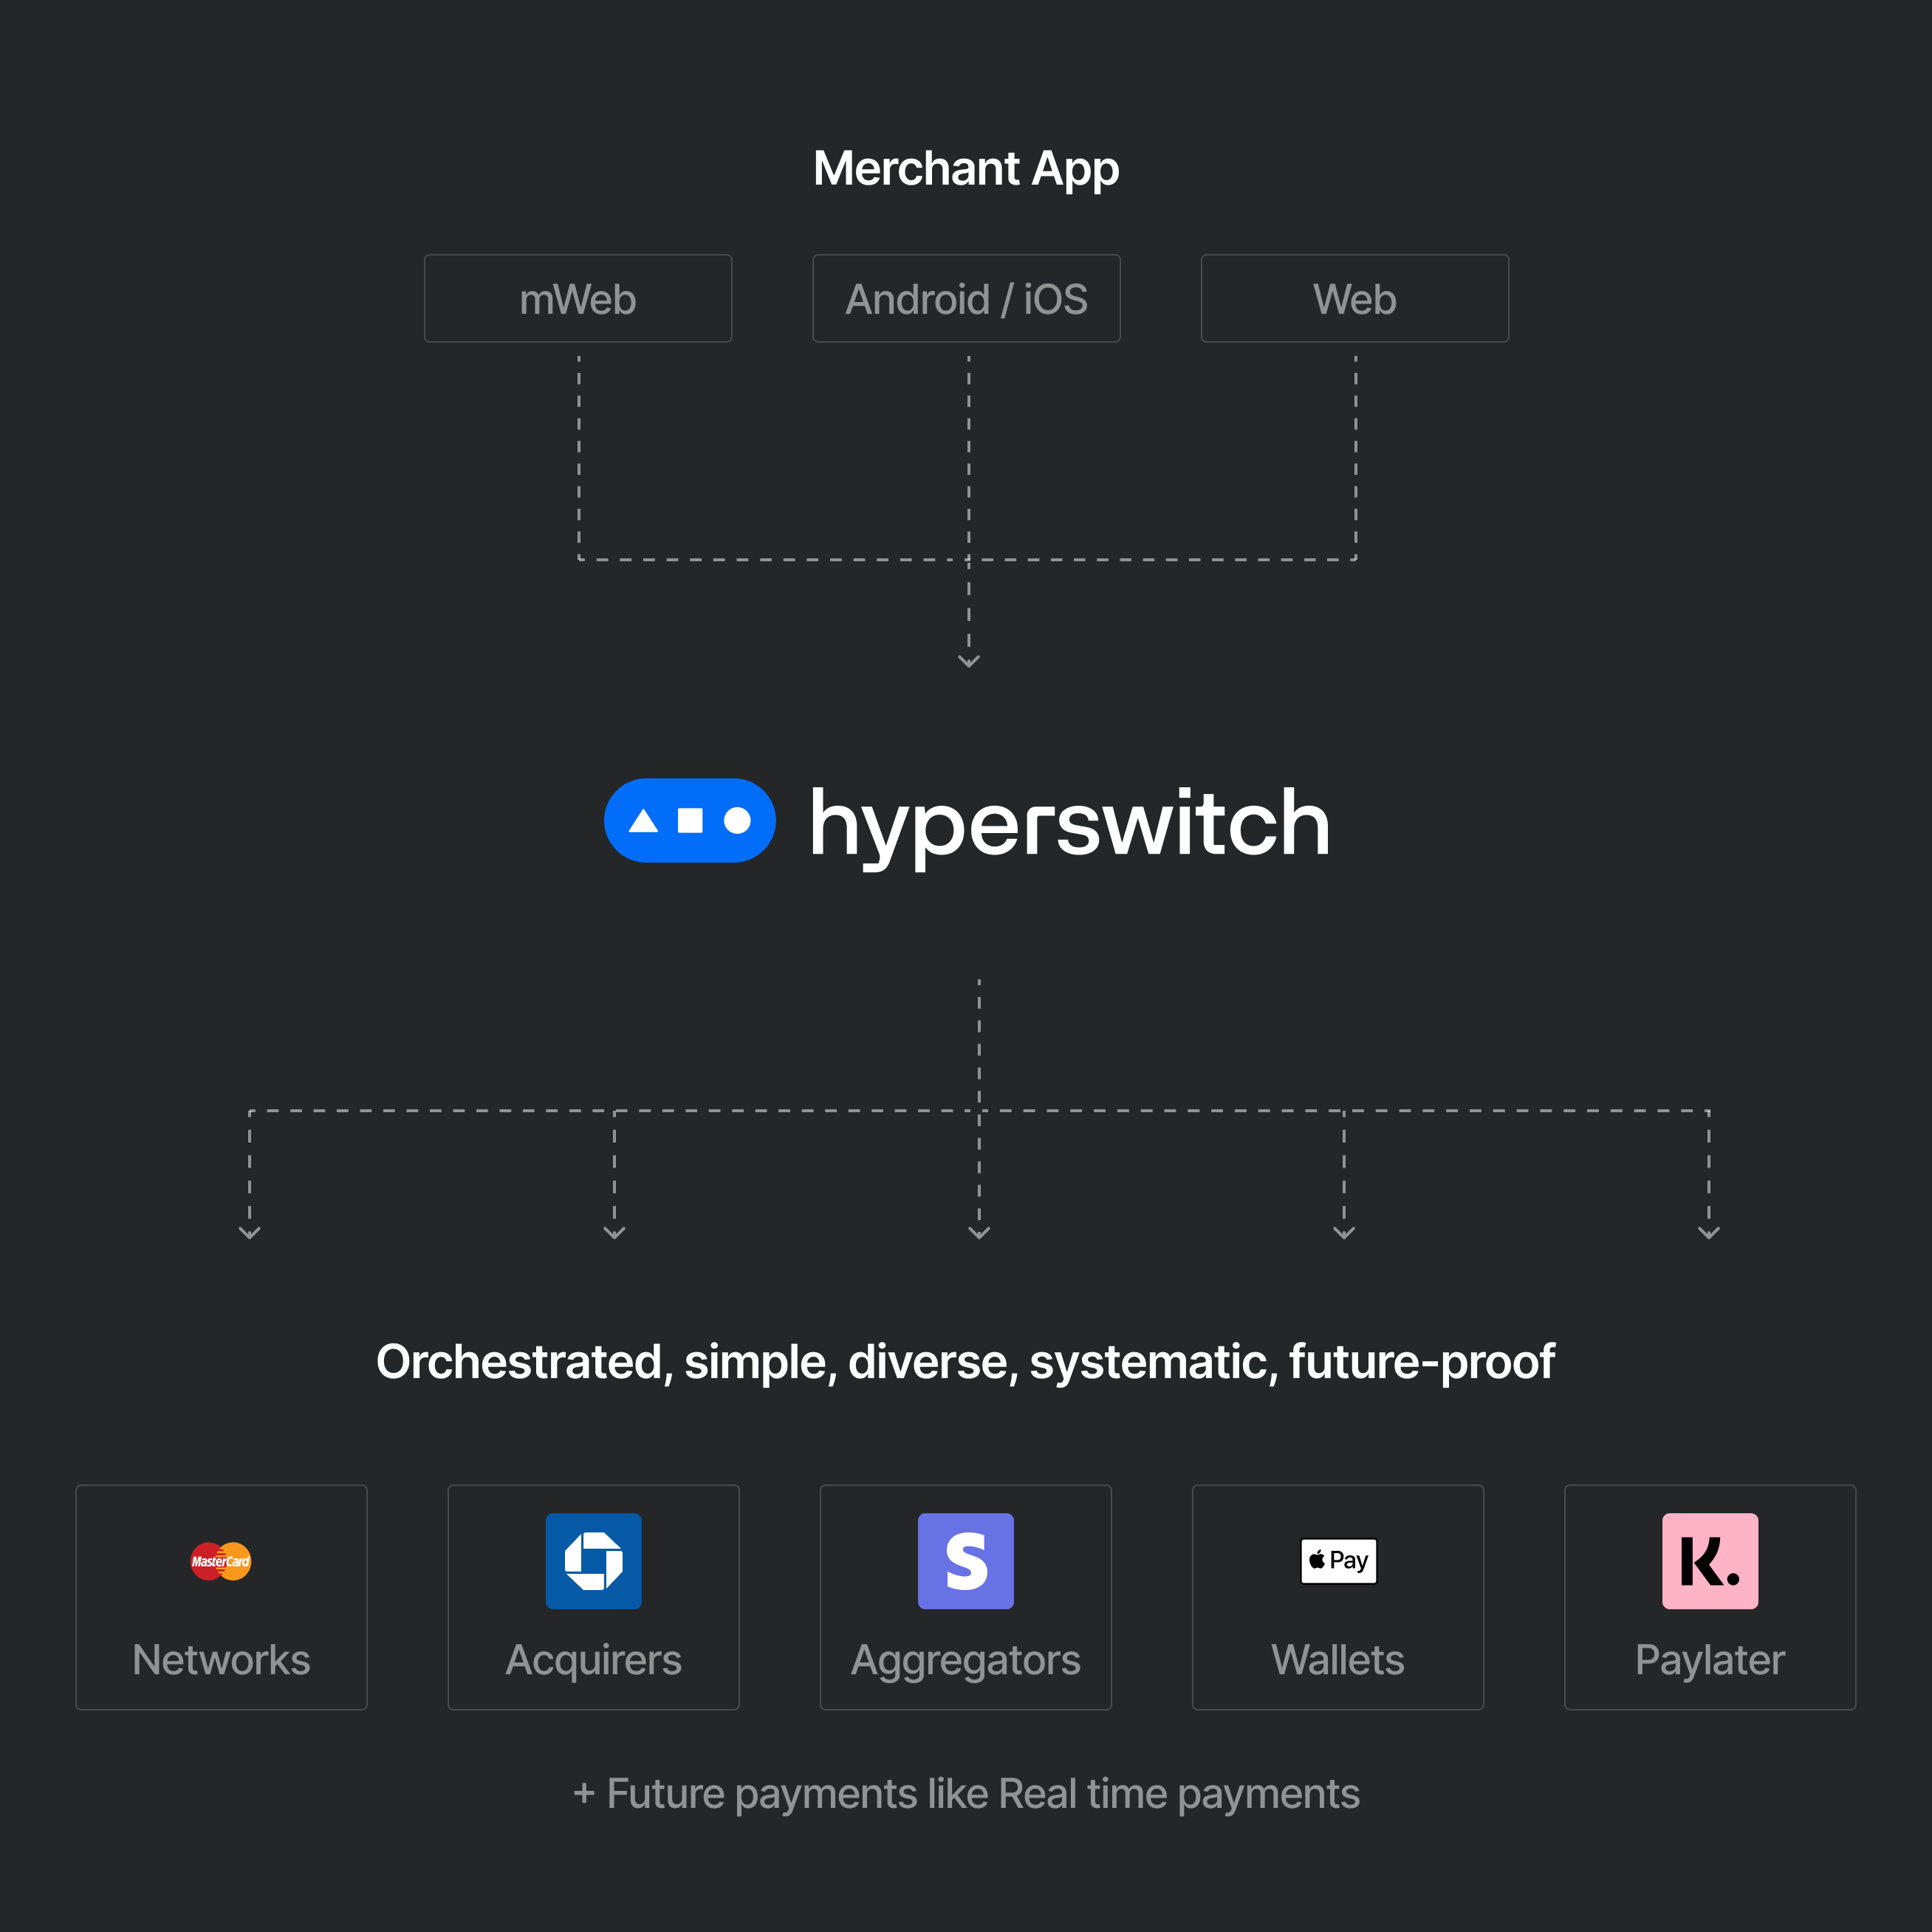 Merchant App
mWeb
Android / iOS
Web
hyperswitch
Orchestrated, simple, diverse, systematic, future-proof
MasterCard
S
Pay
K.
Networks
Acquirers
Aggregators
Wallets
Paylater
+ Future payments like Real time payments